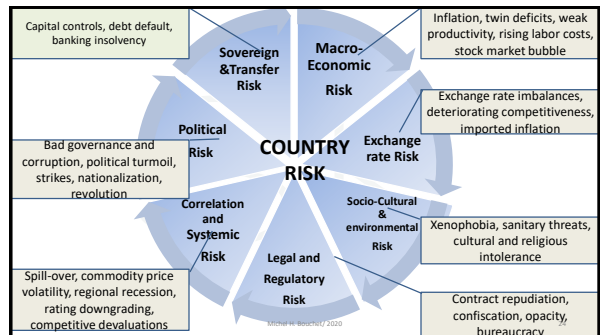 Capital controls, debt default,
banking insolvency
Inflation, twin deficits, weak
productivity, rising labor costs,
stock market bubble
Sovereign
&Transfer
Risk
Macro-
Economic
Risk
Exchange rate imbalances,
deteriorating competitiveness,
imported inflation
Political
Risk
COUNTRY
RISK
Exchange
rate Risk
Bad governance and
corruption, political turmoil,
strikes, nationalization,
revolution
Correlation
and
Systemic
Risk
Socio-Cultural
&
environmental
Risk
Xenophobia, sanitary threats,
cultural and religious
intolerance
Legal and
Regulatory
Risk
Spill-over, commodity price
volatility, regional recession,
rating downgrading,
competitive devaluations
Contract repudiation,
confiscation, opacity,
bureaucracy
Michel H. Bouchet/ 2020